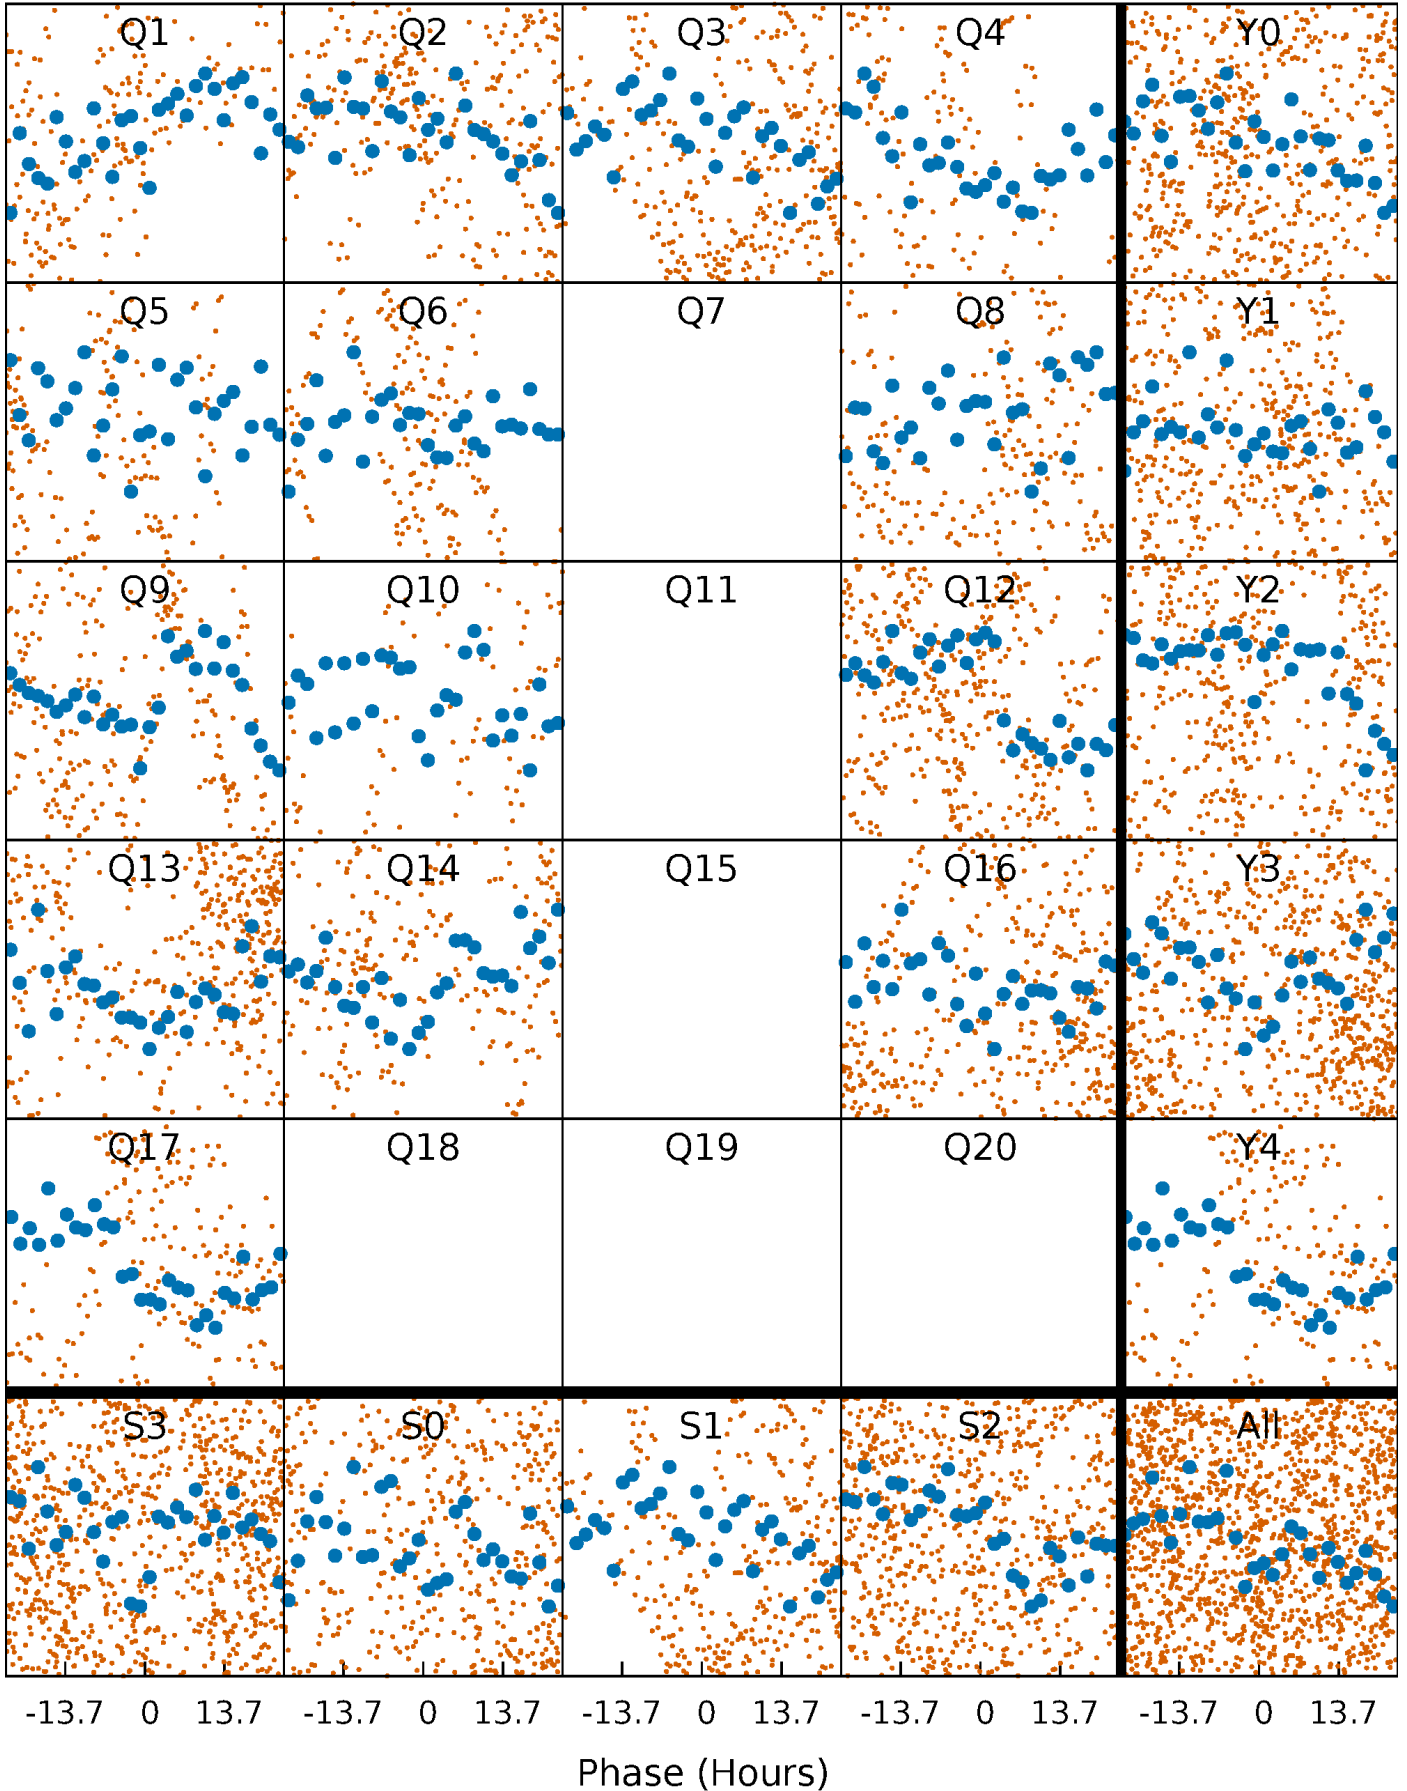 Q1 Q2 Q3 Q4 Y0
Q5 Q6 Q7 Q8 Y1
Q9 Q10 Q11 Q12 Y2
Q13 Q14 Q15 Q16 Y3
Q17 Q18 Q19 Q20 Y4
S3 S0 S1 S2 All
-13.7 0 13.7 -13.7 0 13.7 -13.7 0 13.7 -13.7 0 13.7 -13.7 0 13.7
Phase (Hours)